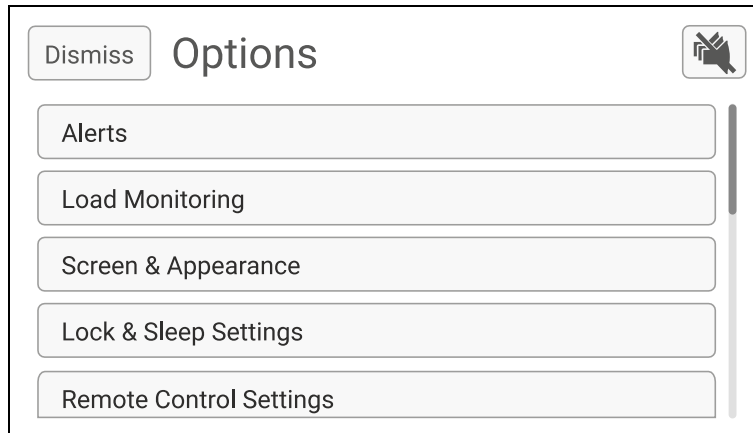 Dismiss
Options
Alerts
Load Monitoring
Screen & Appearance
Lock & Sleep Settings
Remote Control Settings